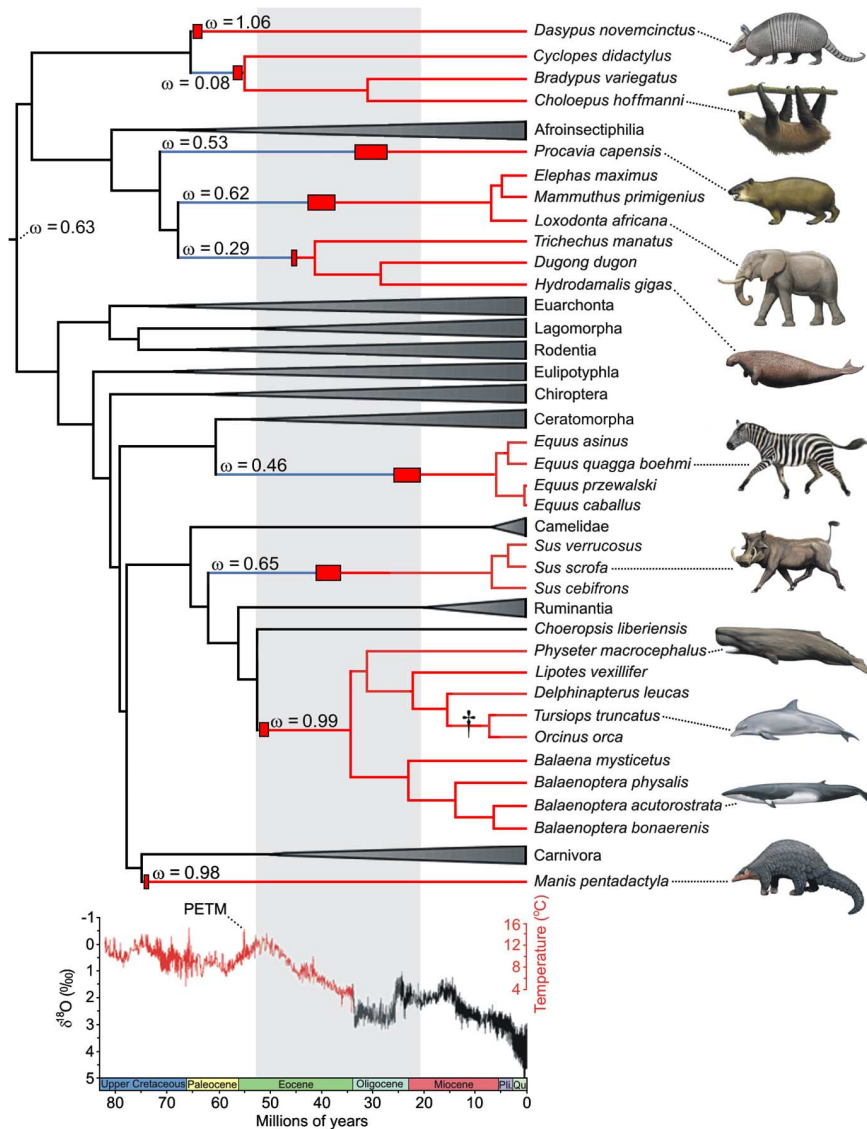 ω = 1.06
Dasypus novemcinctus
Cyclopes didactylus
ω = 0.08
Bradypus variegatus
Choloepus hoffmanni
Afroinsectiphilia
ω = 0.53
Procavia capensis
Elephas maximus
ω = 0.62
Mammuthus primigenius
Loxodonta africana
ω = 0.63
Trichechus manatus
ω = 0.29
Dugong dugon
Hydrodamalis gigas
Euarchonta
Lagomorpha
Rodentia
Eulipotyphla
Chiroptera
Ceratomorpha
Equus asinus
ω = 0.46
Equus quagga boehmi
Equus przewalski
Equus caballus
Camelidae
Sus verrucosus
ω = 0.65
Sus scrofa
Sus cebifrons
Ruminantia
Choeropsis liberiensis
Physeter macrocephalus
Lipotes vexillifer
Delphinapterus leucas
†
Tursiops truncatus
ω = 0.99
Orcinus orca
Balaena mysticetus
Balaenoptera physalis
Balaenoptera acutorostrata
Balaenoptera bonaerenis
Carnivora
ω = 0.98
Manis pentadactyla
PETM
-1
0
1
2
3
4
5
δ18O (‰)
16
12
8
4
Temperature (ºC)
Upper Cretaceous Paleocene Eocene Oligocene Miocene Pli. Qu
80 70 60 50 40 30 20 10 0
Millions of years